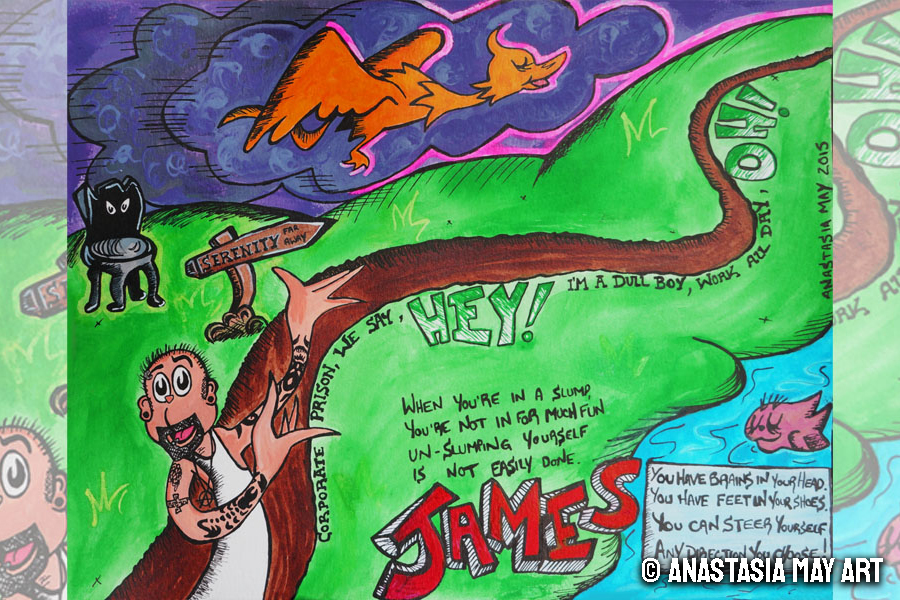 OH!
SERENITY FAR AWAY
CORPORATE PRISON, WE SAY, HEY! I'M A DULL BOY, WORK ALL DAY,
ANASTASIA MAY 2015
WHEN YOU'RE IN A SLUMP,
YOU'RE NOT IN FOR MUCH FUN
UN-SLUMPING YOURSELF
IS NOT EASILY DONE.
JAMES
YOU HAVE BRAINS IN YOUR HEAD.
YOU HAVE FEET IN YOUR SHOES.
YOU CAN STEER YOURSELF
ANY DIRECTION YOU CHOOSE!
© ANASTASIA MAY ART